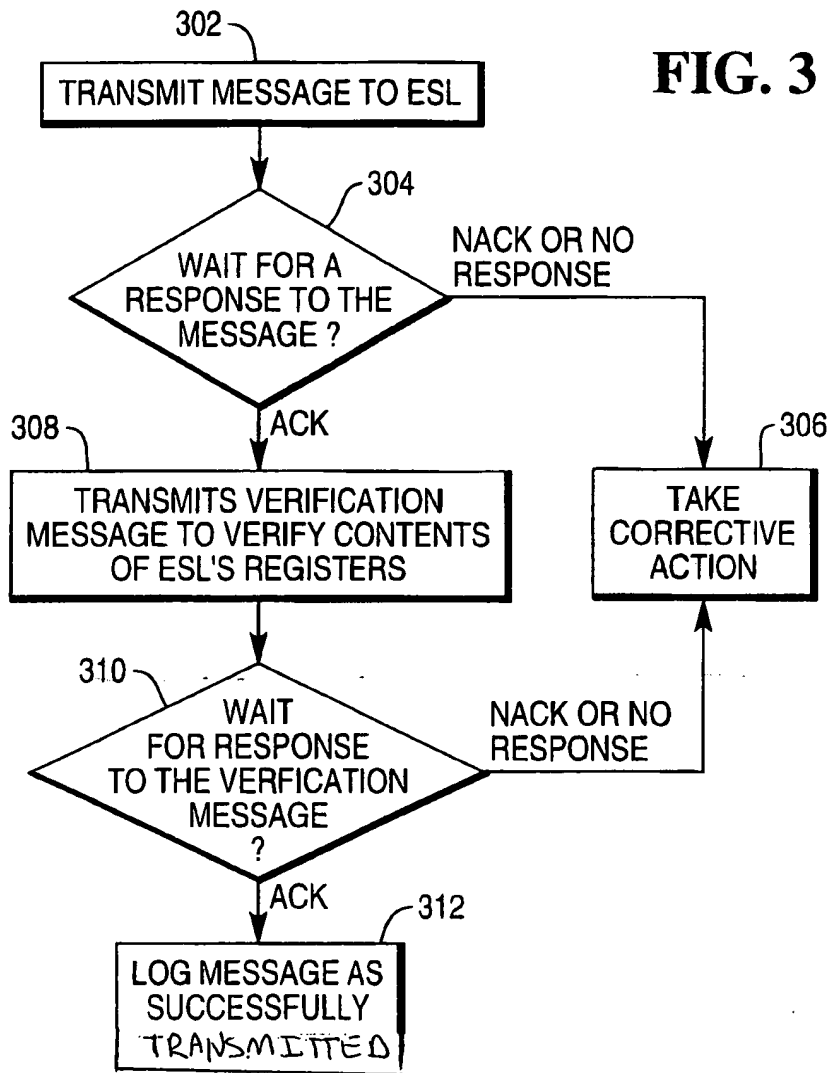 302
FIG. 3
TRANSMIT MESSAGE TO ESL
304
WAIT FOR A
RESPONSE TO THE
MESSAGE ?
NACK OR NO
RESPONSE
ACK
308
306
TRANSMITS VERIFICATION
MESSAGE TO VERIFY CONTENTS
OF ESL'S REGISTERS
TAKE
CORRECTIVE
ACTION
310
WAIT
FOR RESPONSE
TO THE VERFICATION
MESSAGE
?
NACK OR NO
RESPONSE
ACK
312
LOG MESSAGE AS
SUCCESSFULLY
TRANSMITTED